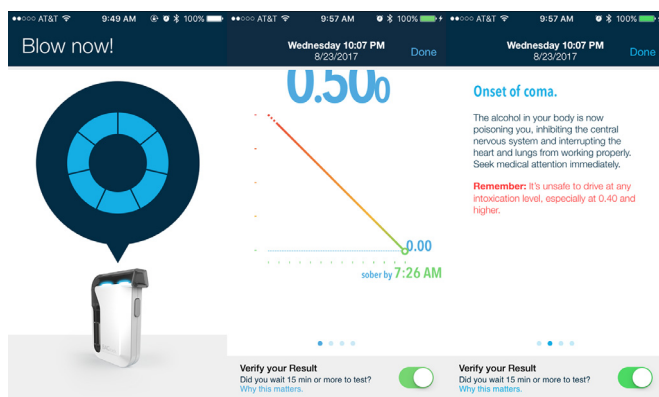 ●●○○○ AT&T 9:49 AM 100%
Blow now!
●●○○○ AT&T 9:57 AM 100%
Wednesday 10:07 PM
8/23/2017
Done
0.500
0.00
sober by 7:26 AM
Verify your Result
Did you wait 15 min or more to test?
Why this matters.
●●○○○ AT&T 9:57 AM 100%
Wednesday 10:07 PM
8/23/2017
Done
Onset of coma.
The alcohol in your body is now
poisoning you, inhibiting the central
nervous system and interrupting the
heart and lungs from working properly.
Seek medical attention immediately.
Remember: It's unsafe to drive at any
intoxication level, especially at 0.40 and
higher.
Verify your Result
Did you wait 15 min or more to test?
Why this matters.